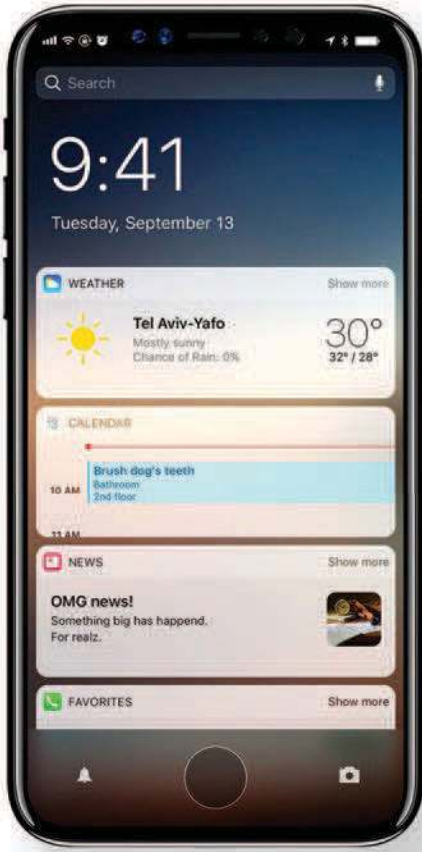 Search
9:41
Tuesday, September 13
WEATHER
Show more
Tel Aviv-Yafo
Mostly sunny
Chance of Rain: 0%
30°
32° / 28°
CALENDAR
Brush dog's teeth
10 AM
Bathroom
2nd floor
11 AM
NEWS
Show more
OMG news!
Something big has happend.
For realz.
FAVORITES
Show more